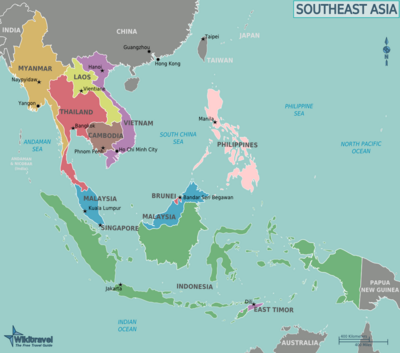 SOUTHEAST ASIA
INDIA
CHINA
Guangzhou
Hong Kong
Taipei
TAIWAN
JAPAN
MYANMAR
Naypyidaw
Yangon
LAOS
Hanoi
Vientiane
THAILAND
Bangkok
VIETNAM
CAMBODIA
Phnom Penh
Ho Chi Minh City
ANDAMAN
SEA
SOUTH CHINA
SEA
Manila
PHILIPPINES
PHILIPPINE
SEA
NORTH PACIFIC
OCEAN
MALAYSIA
Kuala Lumpur
SINGAPORE
BRUNEI
Bandar Seri Begawan
MALAYSIA
INDONESIA
Jakarta
Dili
EAST TIMOR
PAPUA
NEW GUINEA
INDIAN
OCEAN
AUSTRALIA
Wikitravel
The Free Travel Guide